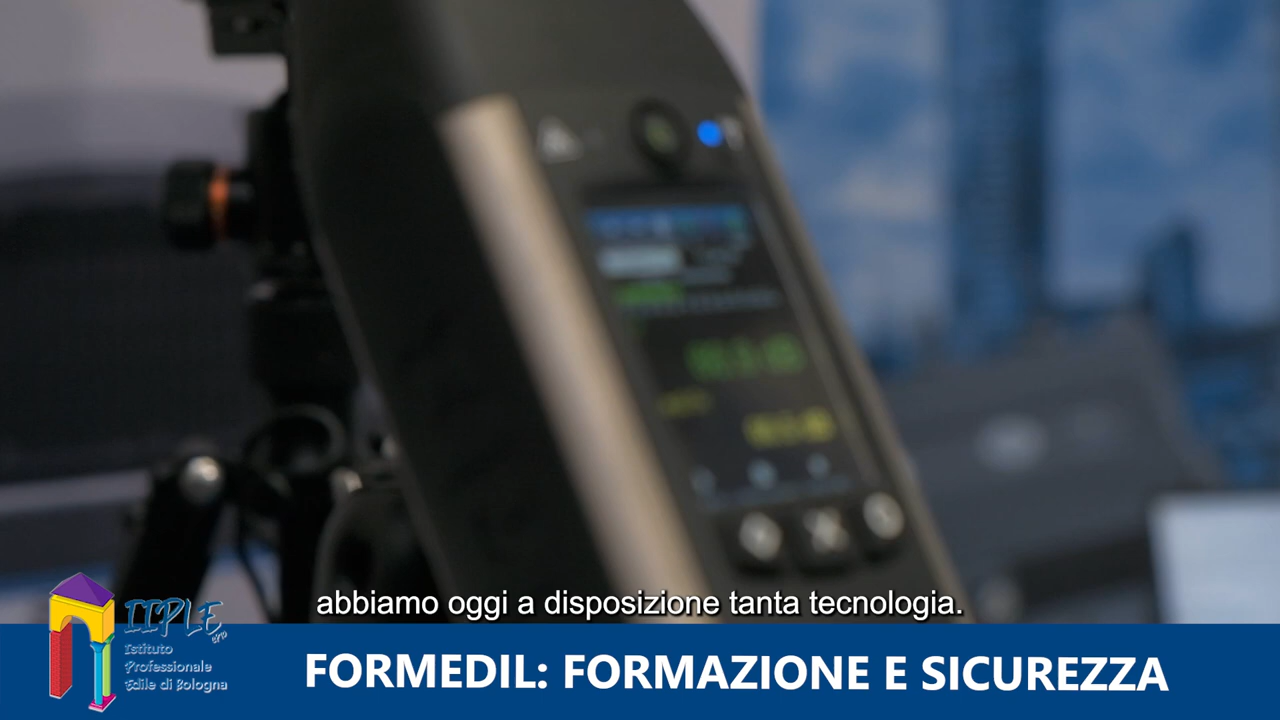 abbiamo oggi a disposizione tanta tecnologia.
IIPLE
Istituto
Professionale
Edile di Bologna
FORMEDIL: FORMAZIONE E SICUREZZA